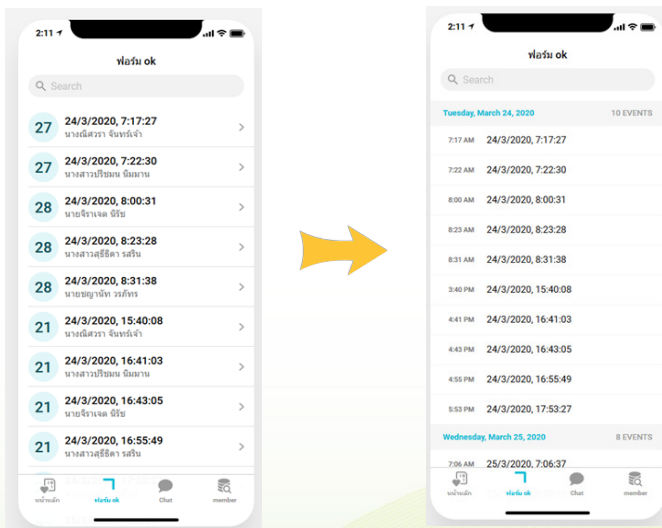 2:11
ฟอร์ม ok
Search
27
24/3/2020, 7:17:27
นางณิศวรา จันทร์เจ้า
27
24/3/2020, 7:22:30
นางสาวปริชมน นิมมาน
28
24/3/2020, 8:00:31
นายจิราเจต นิรัช
28
24/3/2020, 8:23:28
นางสาวสุธีธิดา รสริน
28
24/3/2020, 8:31:38
นายชญานัท วรภัทร
21
24/3/2020, 15:40:08
นางณิศวรา จันทร์เจ้า
21
24/3/2020, 16:41:03
นางสาวปริชมน นิมมาน
21
24/3/2020, 16:43:05
นายจิราเจต นิรัช
21
24/3/2020, 16:55:49
นางสาวสุธีธิดา รสริน
หน้าหลัก
ฟอร์ม ok
Chat
member
2:11
ฟอร์ม ok
Search
Tuesday, March 24, 2020 10 EVENTS
7:17 AM 24/3/2020, 7:17:27
7:22 AM 24/3/2020, 7:22:30
8:00 AM 24/3/2020, 8:00:31
8:23 AM 24/3/2020, 8:23:28
8:31 AM 24/3/2020, 8:31:38
3:40 PM 24/3/2020, 15:40:08
4:41 PM 24/3/2020, 16:41:03
4:43 PM 24/3/2020, 16:43:05
4:55 PM 24/3/2020, 16:55:49
5:53 PM 24/3/2020, 17:53:27
Wednesday, March 25, 2020 8 EVENTS
7:06 AM 25/3/2020, 7:06:37
หน้าหลัก
ฟอร์ม ok
Chat
member